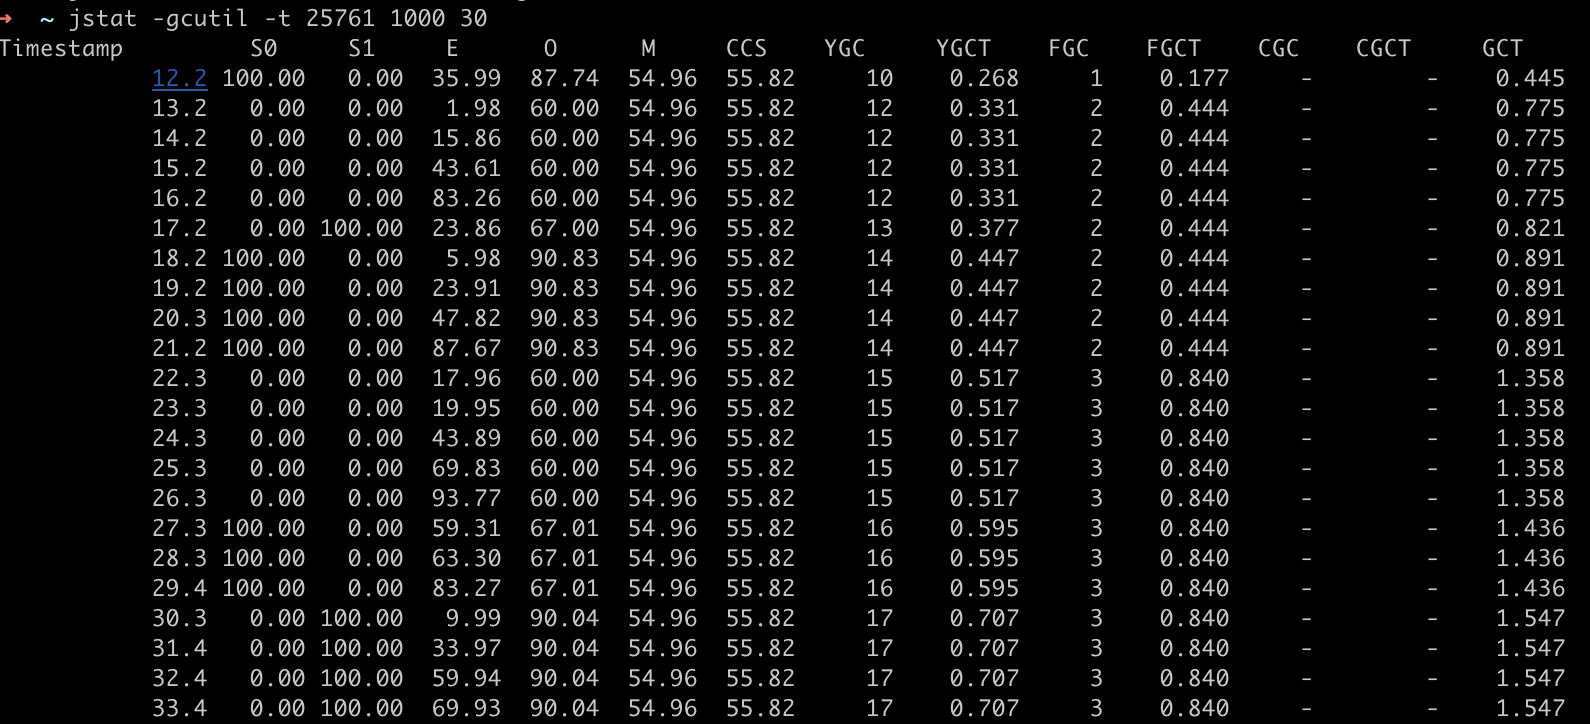 ➜  ~ jstat -gcutil -t 25761 1000 30
Timestamp         S0     S1     E      O      M     CCS    YGC     YGCT    FGC    FGCT    CGC    CGCT     GCT
           12.2 100.00   0.00  35.99  87.74  54.96  55.82     10    0.268     1    0.177     -        -    0.445
           13.2   0.00   0.00   1.98  60.00  54.96  55.82     12    0.331     2    0.444     -        -    0.775
           14.2   0.00   0.00  15.86  60.00  54.96  55.82     12    0.331     2    0.444     -        -    0.775
           15.2   0.00   0.00  43.61  60.00  54.96  55.82     12    0.331     2    0.444     -        -    0.775
           16.2   0.00   0.00  83.26  60.00  54.96  55.82     12    0.331     2    0.444     -        -    0.775
           17.2   0.00 100.00  23.86  67.00  54.96  55.82     13    0.377     2    0.444     -        -    0.821
           18.2 100.00   0.00   5.98  90.83  54.96  55.82     14    0.447     2    0.444     -        -    0.891
           19.2 100.00   0.00  23.91  90.83  54.96  55.82     14    0.447     2    0.444     -        -    0.891
           20.3 100.00   0.00  47.82  90.83  54.96  55.82     14    0.447     2    0.444     -        -    0.891
           21.2 100.00   0.00  87.67  90.83  54.96  55.82     14    0.447     2    0.444     -        -    0.891
           22.3   0.00   0.00  17.96  60.00  54.96  55.82     15    0.517     3    0.840     -        -    1.358
           23.3   0.00   0.00  19.95  60.00  54.96  55.82     15    0.517     3    0.840     -        -    1.358
           24.3   0.00   0.00  43.89  60.00  54.96  55.82     15    0.517     3    0.840     -        -    1.358
           25.3   0.00   0.00  69.83  60.00  54.96  55.82     15    0.517     3    0.840     -        -    1.358
           26.3   0.00   0.00  93.77  60.00  54.96  55.82     15    0.517     3    0.840     -        -    1.358
           27.3 100.00   0.00  59.31  67.01  54.96  55.82     16    0.595     3    0.840     -        -    1.436
           28.3 100.00   0.00  63.30  67.01  54.96  55.82     16    0.595     3    0.840     -        -    1.436
           29.4 100.00   0.00  83.27  67.01  54.96  55.82     16    0.595     3    0.840     -        -    1.436
           30.3   0.00 100.00   9.99  90.04  54.96  55.82     17    0.707     3    0.840     -        -    1.547
           31.4   0.00 100.00  33.97  90.04  54.96  55.82     17    0.707     3    0.840     -        -    1.547
           32.4   0.00 100.00  59.94  90.04  54.96  55.82     17    0.707     3    0.840     -        -    1.547
           33.4   0.00 100.00  69.93  90.04  54.96  55.82     17    0.707     3    0.840     -        -    1.547